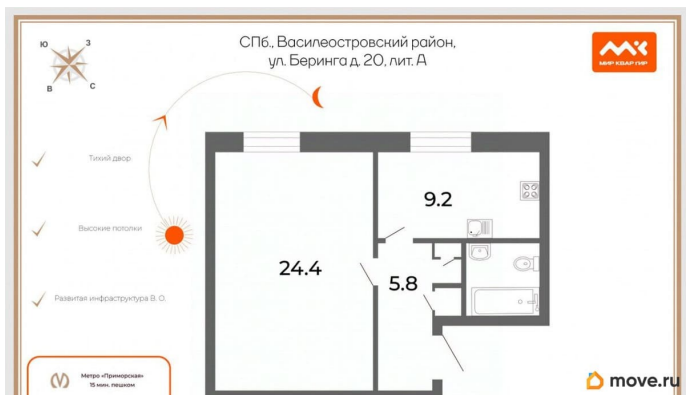 СПб., Василеостровский район,
ул. Беринга д. 20, лит. А
МИР КВАРТИР
Ю
З
В
С
Тихий двор
Высокие потолки
Развитая инфраструктура В. О.
9.2
24.4
5.8
Метро «Приморская»
15 мин. пешком
move.ru